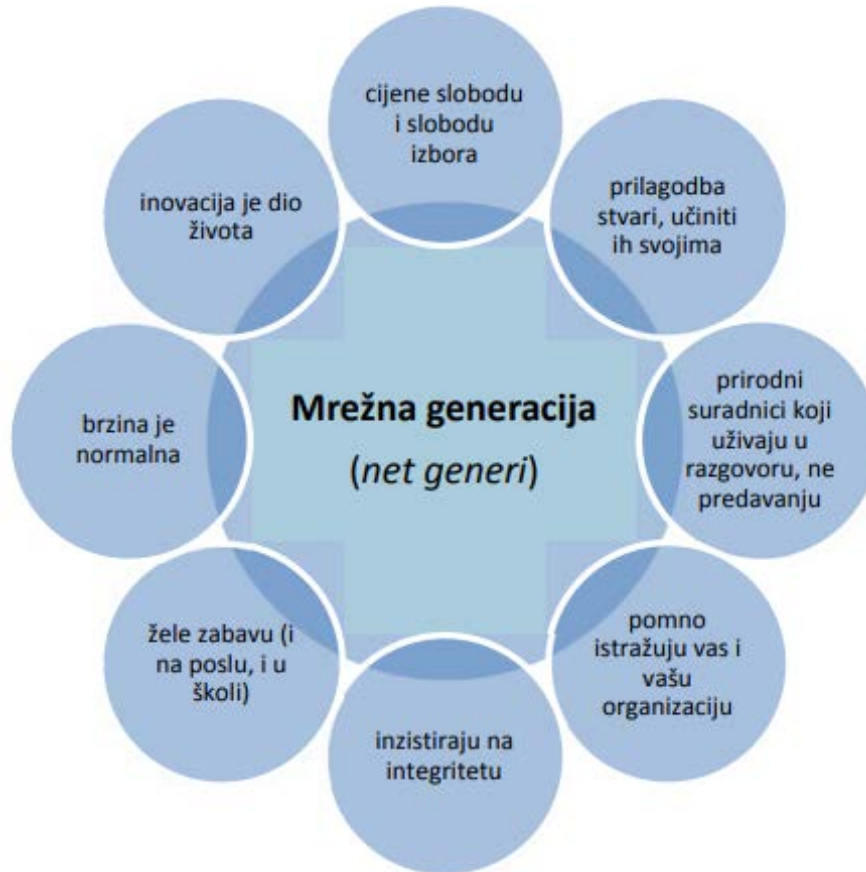 cijene slobodu
i slobodu
izbora
prilagodba
stvari, učiniti
ih svojima
prirodni
suradnici koji
uživaju u
razgovoru, ne
predavanju
pomno
istražuju vas i
vašu
organizaciju
inzistiraju na
integritetu
žele zabavu (i
na poslu, i u
školi)
brzina je
normalna
inovacija je dio
života
Mrežna generacija
(net generi)